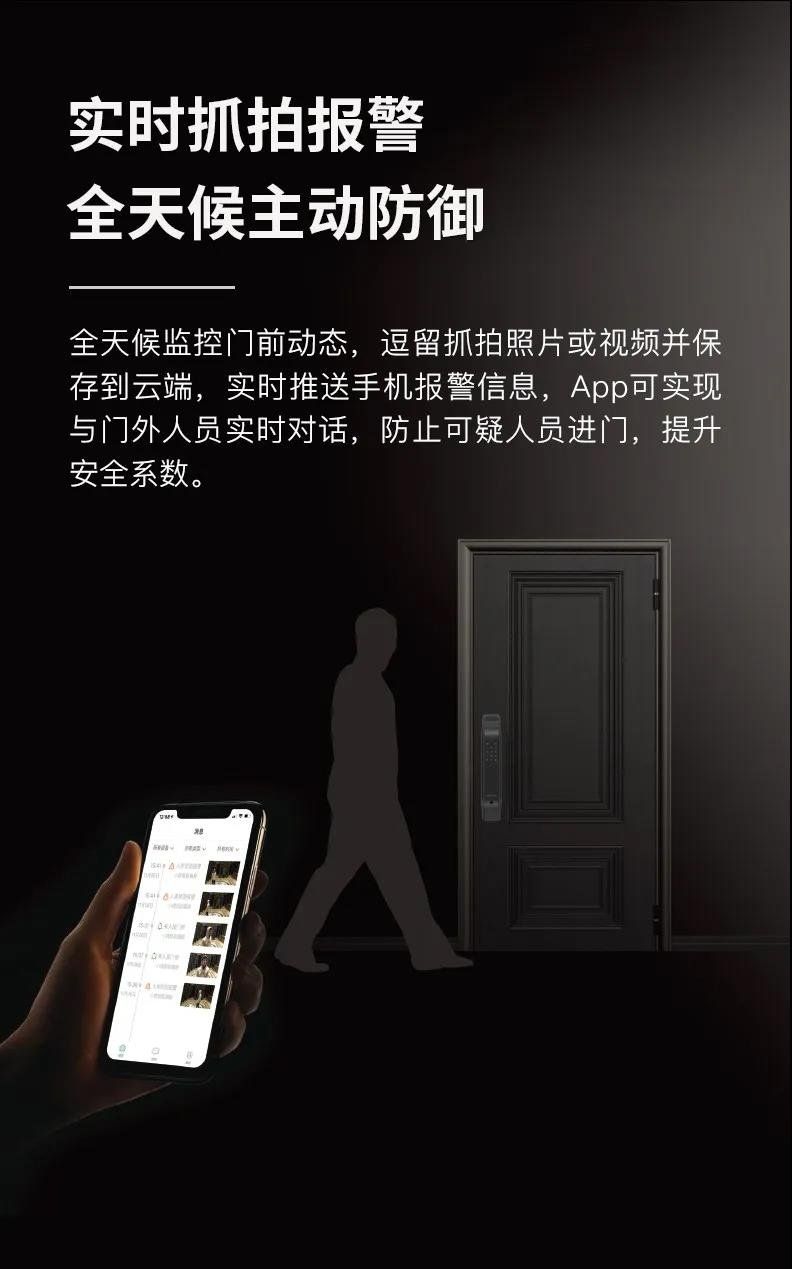 实时抓拍报警
全天候主动防御
全天候监控门前动态，逗留抓拍照片或视频并保
存到云端，实时推送手机报警信息，App可实现
与门外人员实时对话，防止可疑人员进门，提升
安全系数。
消息